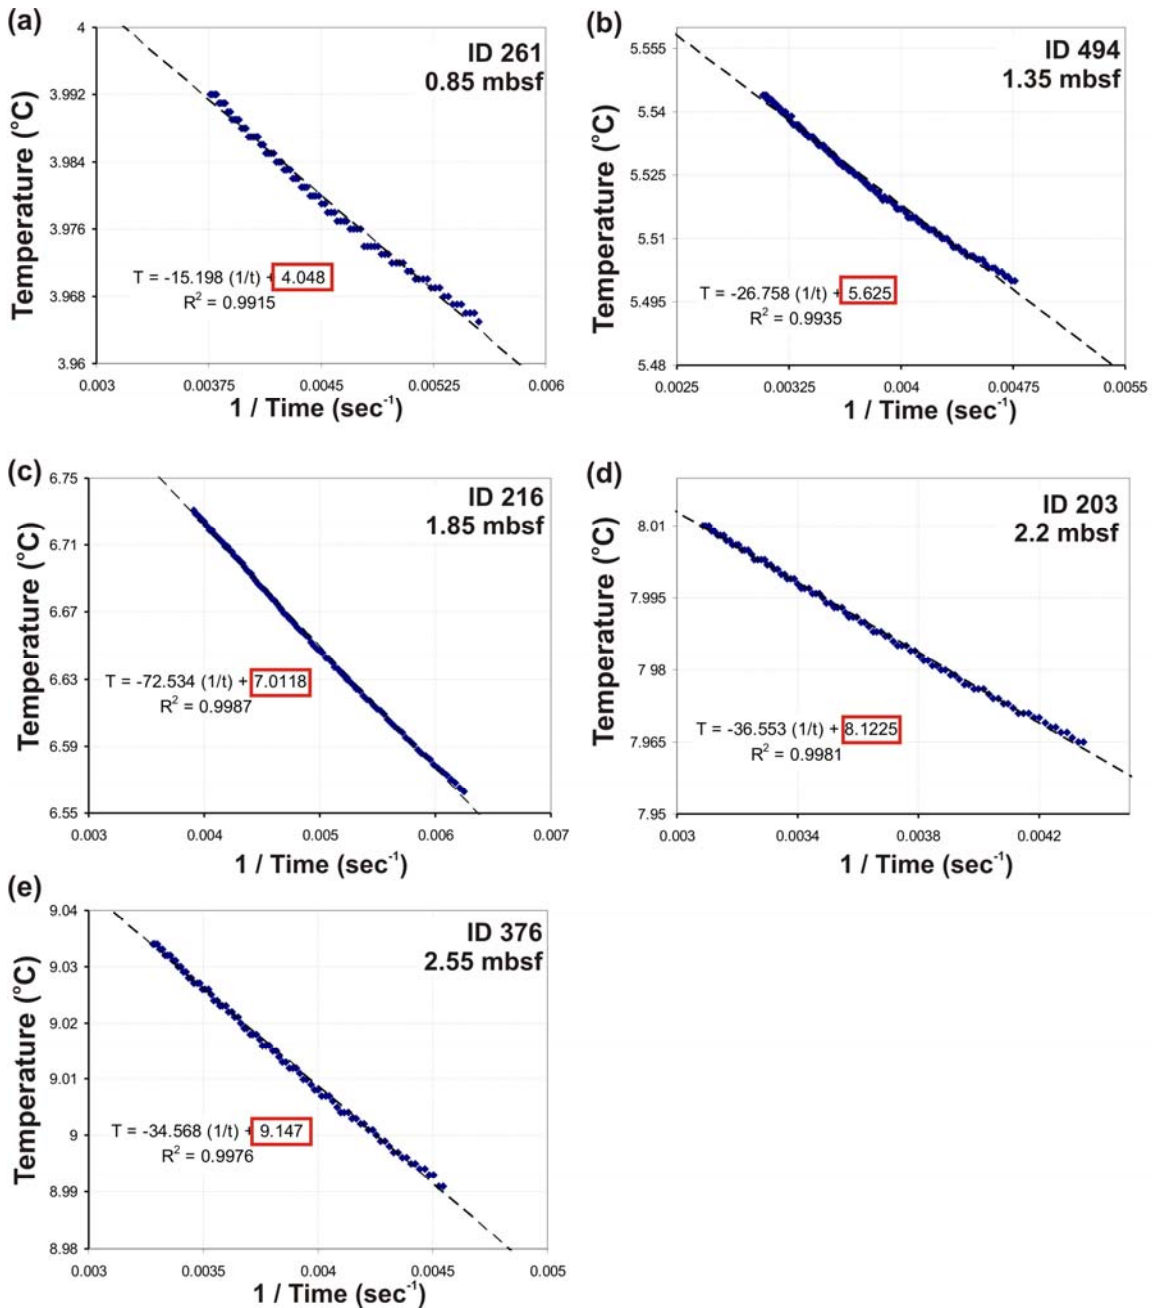 (a)
ID 261
0.85 mbsf
Temperature (°C)
4
3.992
3.984
3.976
3.968
3.96
T = -15.198 (1/t) + 4.048
R² = 0.9915
0.003 0.00375 0.0045 0.00525 0.006
1 / Time (sec⁻¹)
(b)
ID 494
1.35 mbsf
Temperature (°C)
5.555
5.54
5.525
5.51
5.495
5.48
T = -26.758 (1/t) + 5.625
R² = 0.9935
0.0025 0.00325 0.004 0.00475 0.0055
1 / Time (sec⁻¹)
(c)
ID 216
1.85 mbsf
Temperature (°C)
6.75
6.71
6.67
6.63
6.59
6.55
T = -72.534 (1/t) + 7.0118
R² = 0.9987
0.003 0.004 0.005 0.006 0.007
1 / Time (sec⁻¹)
(d)
ID 203
2.2 mbsf
Temperature (°C)
8.01
7.995
7.98
7.965
7.95
T = -36.553 (1/t) + 8.1225
R² = 0.9981
0.003 0.0034 0.0038 0.0042
1 / Time (sec⁻¹)
(e)
ID 376
2.55 mbsf
Temperature (°C)
9.04
9.03
9.02
9.01
9
8.99
8.98
T = -34.568 (1/t) + 9.147
R² = 0.9976
0.003 0.0035 0.004 0.0045 0.005
1 / Time (sec⁻¹)